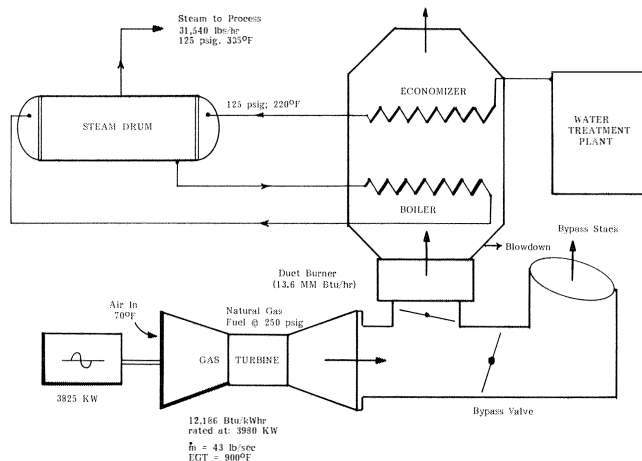 Steam to Process
31,540 lbs/hr
125 psig, 335°F
125 psig; 220°F
ECONOMIZER
STEAM DRUM
WATER
TREATMENT
PLANT
BOILER
Blowdown
Bypass Stack
Duet Burner
(13.6 MM Btu/hr)
Air In
70°F
Natural Gas
Fuel @ 250 psig
GAS
TURBINE
3825 KW
Bypass Valve
12,186 Btu/kWhr
rated at: 3980 KW
ṁ = 43 lb/sec
EGT = 900°F